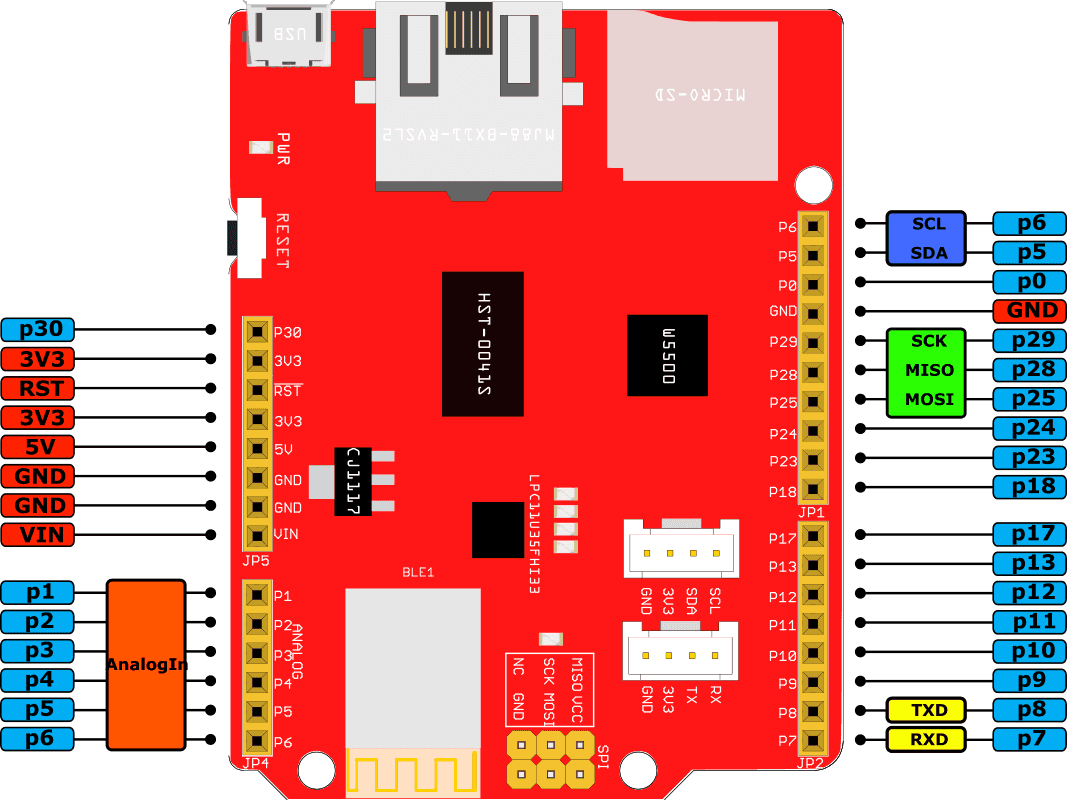 USB
MJ88-BX11-RVSL2
MICRO-SD
PWR
RESET
HST-0041S
W5500
CJ1117
LPC11U35FHI33
BLE1
p30
3V3
RST
3V3
5V
GND
GND
VIN
P30
3V3
RST
3V3
5V
GND
GND
VIN
JP5
p1
p2
p3
p4
p5
p6
AnalogIn
P1
P2
P3
P4
P5
P6
ANALOG
JP4
P6
P5
P0
GND
P29
P28
P25
P24
P23
P18
JP1
P17
P13
P12
P11
P10
P9
P8
P7
JP2
SCL
SDA
SCK
MISO
MOSI
TXD
RXD
p6
p5
p0
GND
p29
p28
p25
p24
p23
p18
p17
p13
p12
p11
p10
p9
p8
p7
GND 3V3 SDA SCL
GND 3V3 TX RX
NC SCK MISO
GND MOSI VCC
SPI